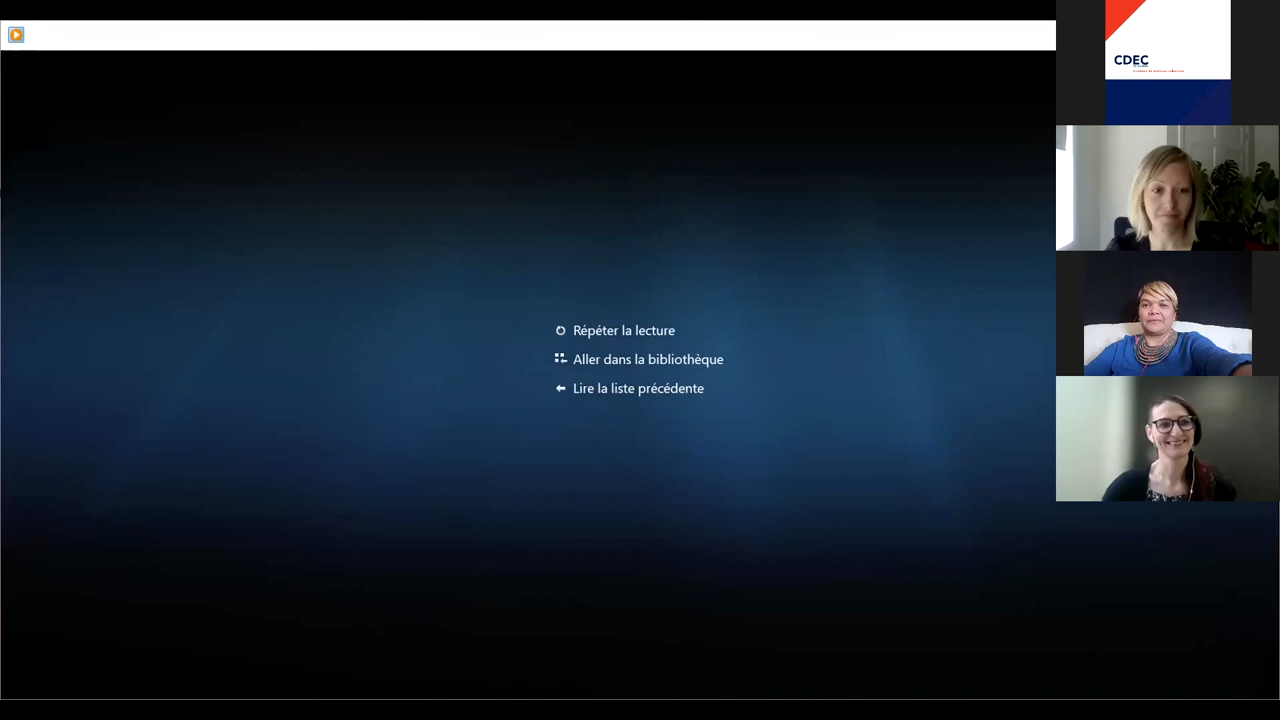 CDEC
Répéter la lecture
Aller dans la bibliothèque
Lire la liste précédente